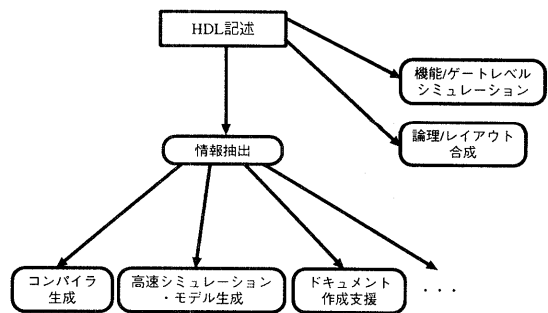 HDL記述
機能/ゲートレベル
シミュレーション
論理/レイアウト
合成
情報抽出
コンパイラ
生成
高速シミュレーション
・モデル生成
ドキュメント
作成支援
・・・